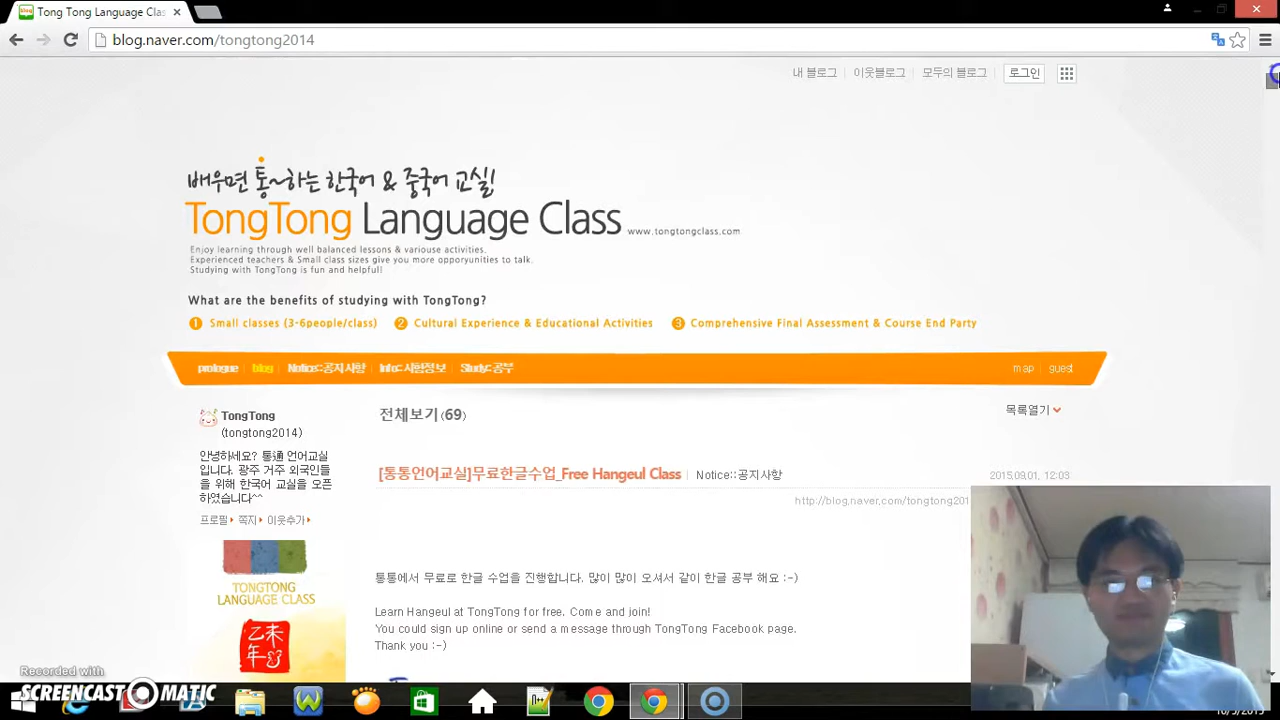 Tong Tong Language Clas
blog.naver.com/tongtong2014
내 블로그 이웃블로그 모두의 블로그 로그인
배우면 통~하는 한국어 & 중국어 교실!
TongTong Language Class www.tongtongclass.com
Enjoy learning through well balanced lessons & variouse activities.
Experienced teachers & Small class sizes give you more opporyunities to talk.
Studying with TongTong is fun and helpful!
What are the benefits of studying with TongTong?
1 Small classes (3-6people/class) 2 Cultural Experience & Educational Activities 3 Comprehensive Final Assessment & Course End Party
prologue blog Notice::공지사항 Info::시험정보 Study::공부 map guest
TongTong
(tongtong2014)
안녕하세요? 통通 언어교실
입니다. 광주 거주 외국인들
을 위해 한국어 교실을 오픈
하였습니다^^
프로필 쪽지 이웃추가
TONGTONG
LANGUAGE CLASS
乙未
年
전체보기 (69)
목록열기
[통통언어교실]무료한글수업_Free Hangeul Class Notice::공지사항 2015.09.01. 12:03
http://blog.naver.com/tongtong201
통통에서 무료로 한글 수업을 진행합니다. 많이 많이 오셔서 같이 한글 공부 해요 :-)
Learn Hangeul at TongTong for free. Come and join!
You could sign up online or send a message through TongTong Facebook page.
Thank you :-)
Recorded with
SCREENCAST-O-MATIC